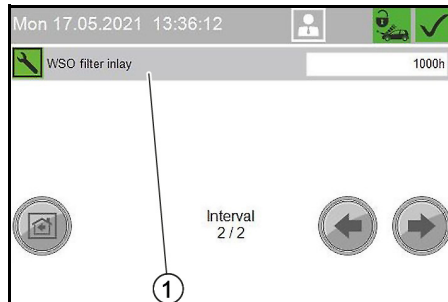 Mon 17.05.2021 13:36:12
WSO filter inlay 1000h
Interval
2 / 2
1